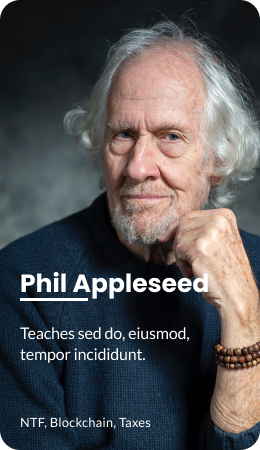 Phil Appleseed
Teaches sed do, eiusmod,
tempor incididunt.
NTF, Blockchain, Taxes